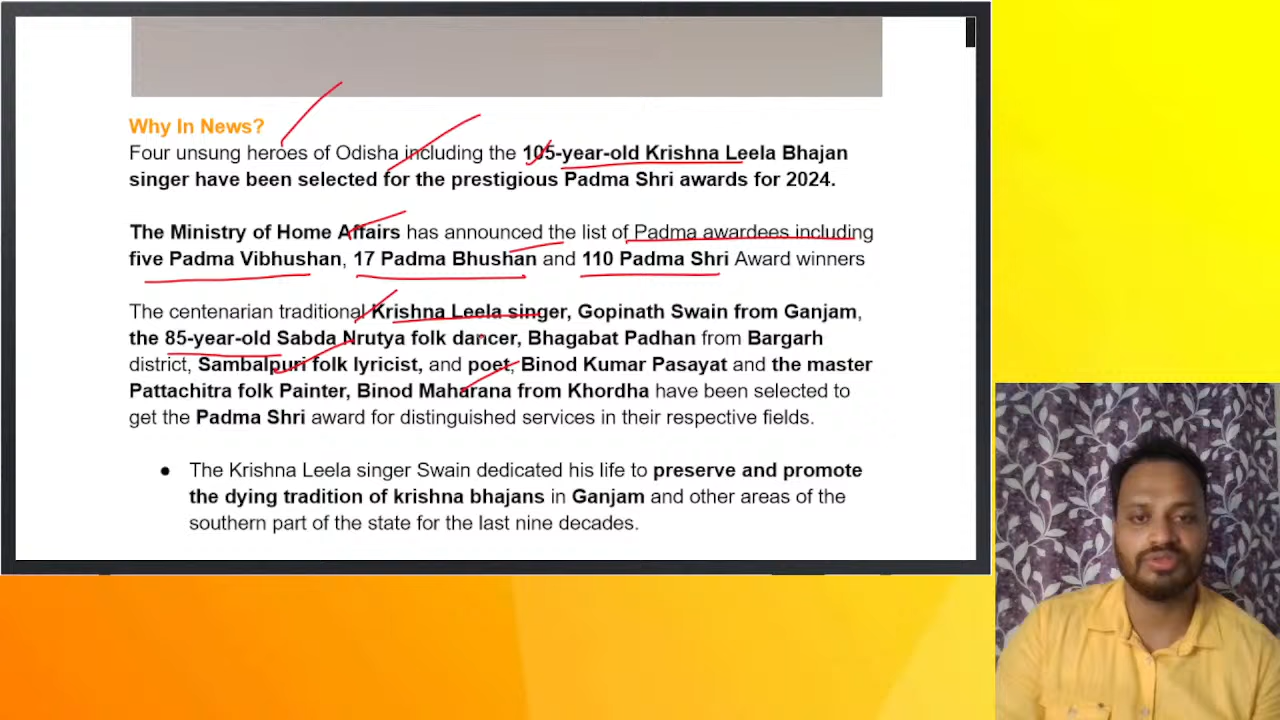 Why In News?
Four unsung heroes of Odisha including the 105-year-old Krishna Leela Bhajan
singer have been selected for the prestigious Padma Shri awards for 2024.
The Ministry of Home Affairs has announced the list of Padma awardees including
five Padma Vibhushan, 17 Padma Bhushan and 110 Padma Shri Award winners
The centenarian traditional Krishna Leela singer, Gopinath Swain from Ganjam,
the 85-year-old Sabda Nrutya folk dancer, Bhagabat Padhan from Bargarh
district, Sambalpuri folk lyricist, and poet, Binod Kumar Pasayat and the master
Pattachitra folk Painter, Binod Maharana from Khordha have been selected to
get the Padma Shri award for distinguished services in their respective fields.
● The Krishna Leela singer Swain dedicated his life to preserve and promote
the dying tradition of krishna bhajans in Ganjam and other areas of the
southern part of the state for the last nine decades.